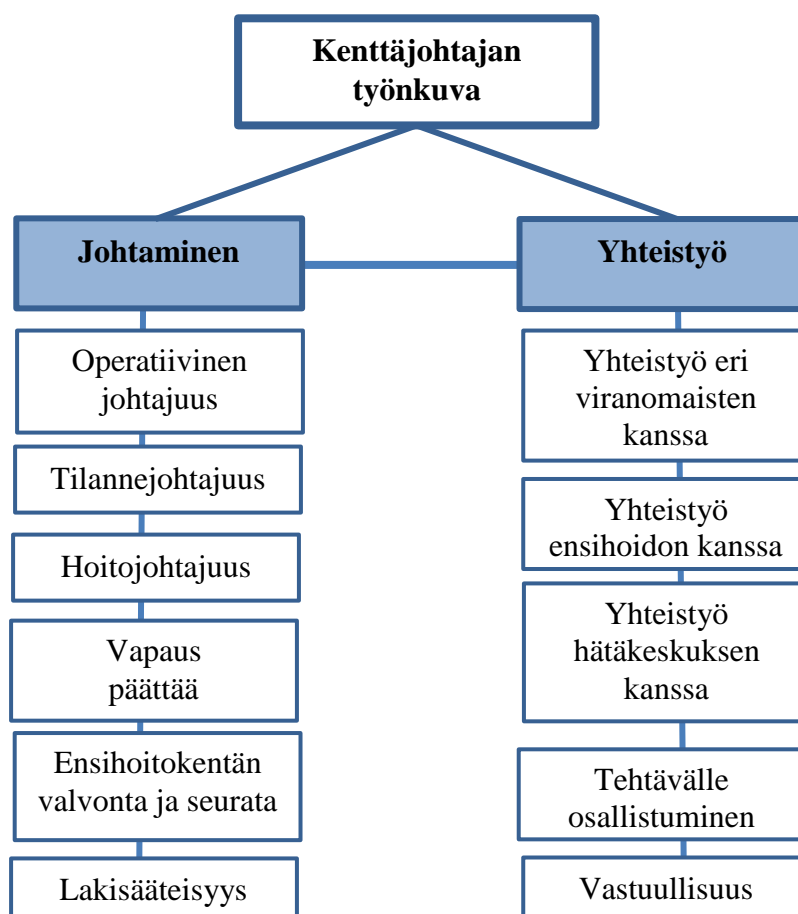 Kenttäjohtajan
työnkuva
Johtaminen
Operatiivinen
johtajuus
Tilannejohtajuus
Hoitojohtajuus
Vapaus
päättää
Ensihoitokentän
valvonta ja seurata
Lakisääteisyys
Yhteistyö
Yhteistyö eri
viranomaisten
kanssa
Yhteistyö
ensihoidon kanssa
Yhteistyö
hätäkeskuksen
kanssa
Tehtävälle
osallistuminen
Vastuullisuus